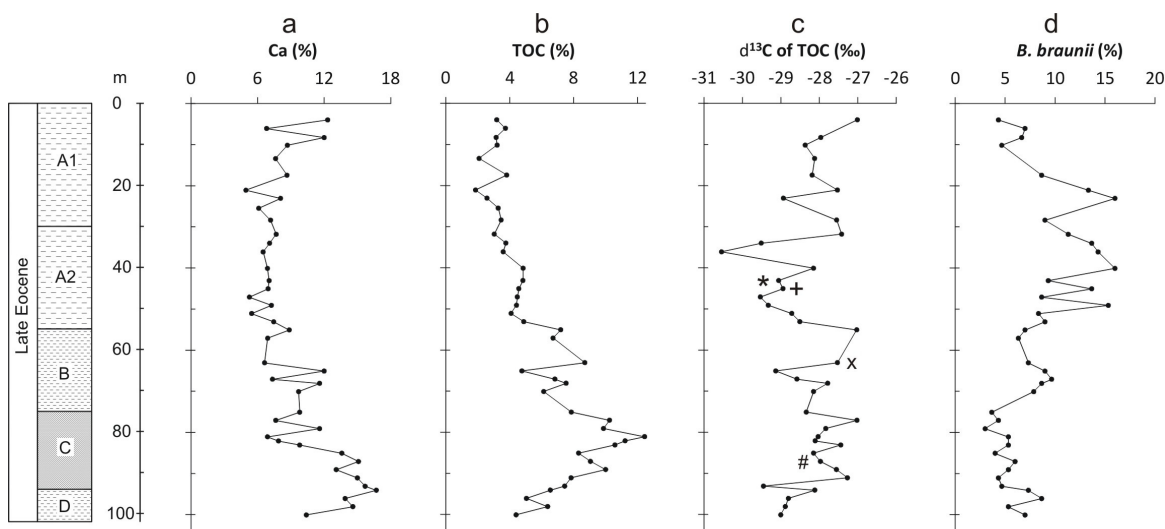 a b c d
Ca (%) TOC (%) d¹³C of TOC (‰) B. braunii (%)
m 0 6 12 18 0 4 8 12 -31 -30 -29 -28 -27 -26 0 5 10 15 20
0
A1
20
A2
40
* +
Late Eocene
B
60
x
C
80
#
D
100